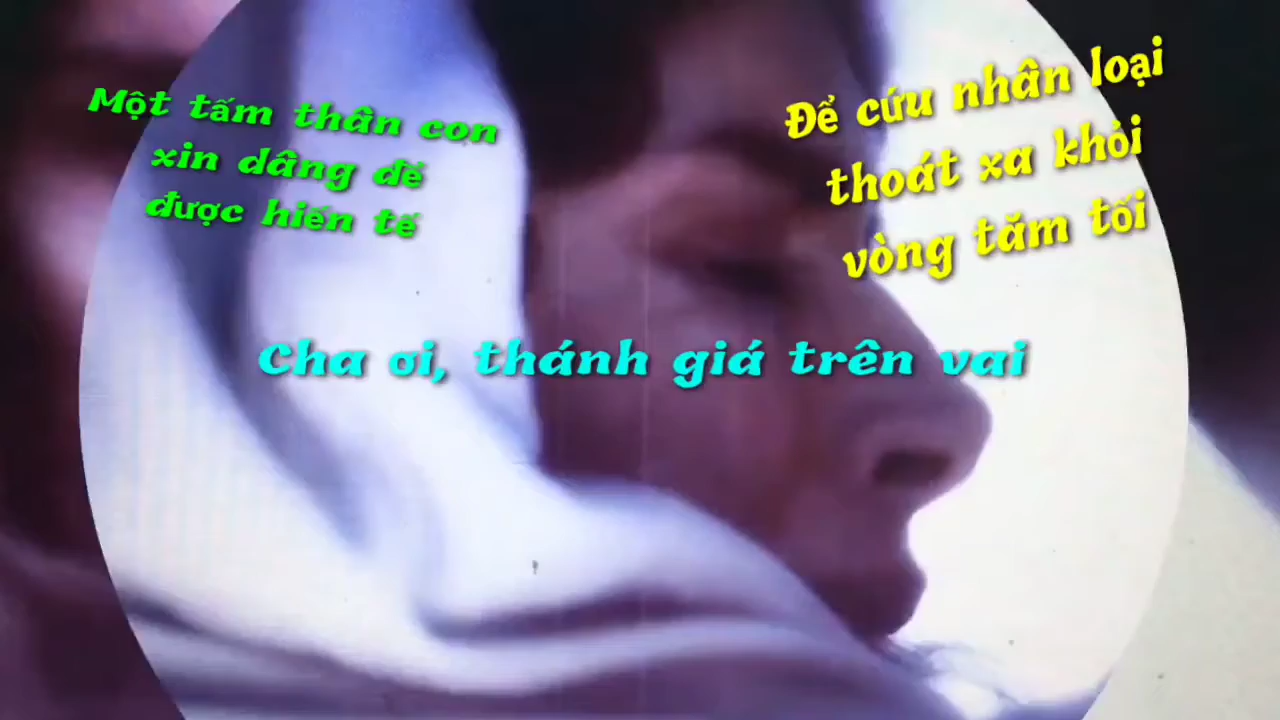 Một tấm thân con
xin dâng để
được hiến tế
Để cứu nhân loại
thoát xa khỏi
vòng tăm tối
Cha ơi, thánh giá trên vai